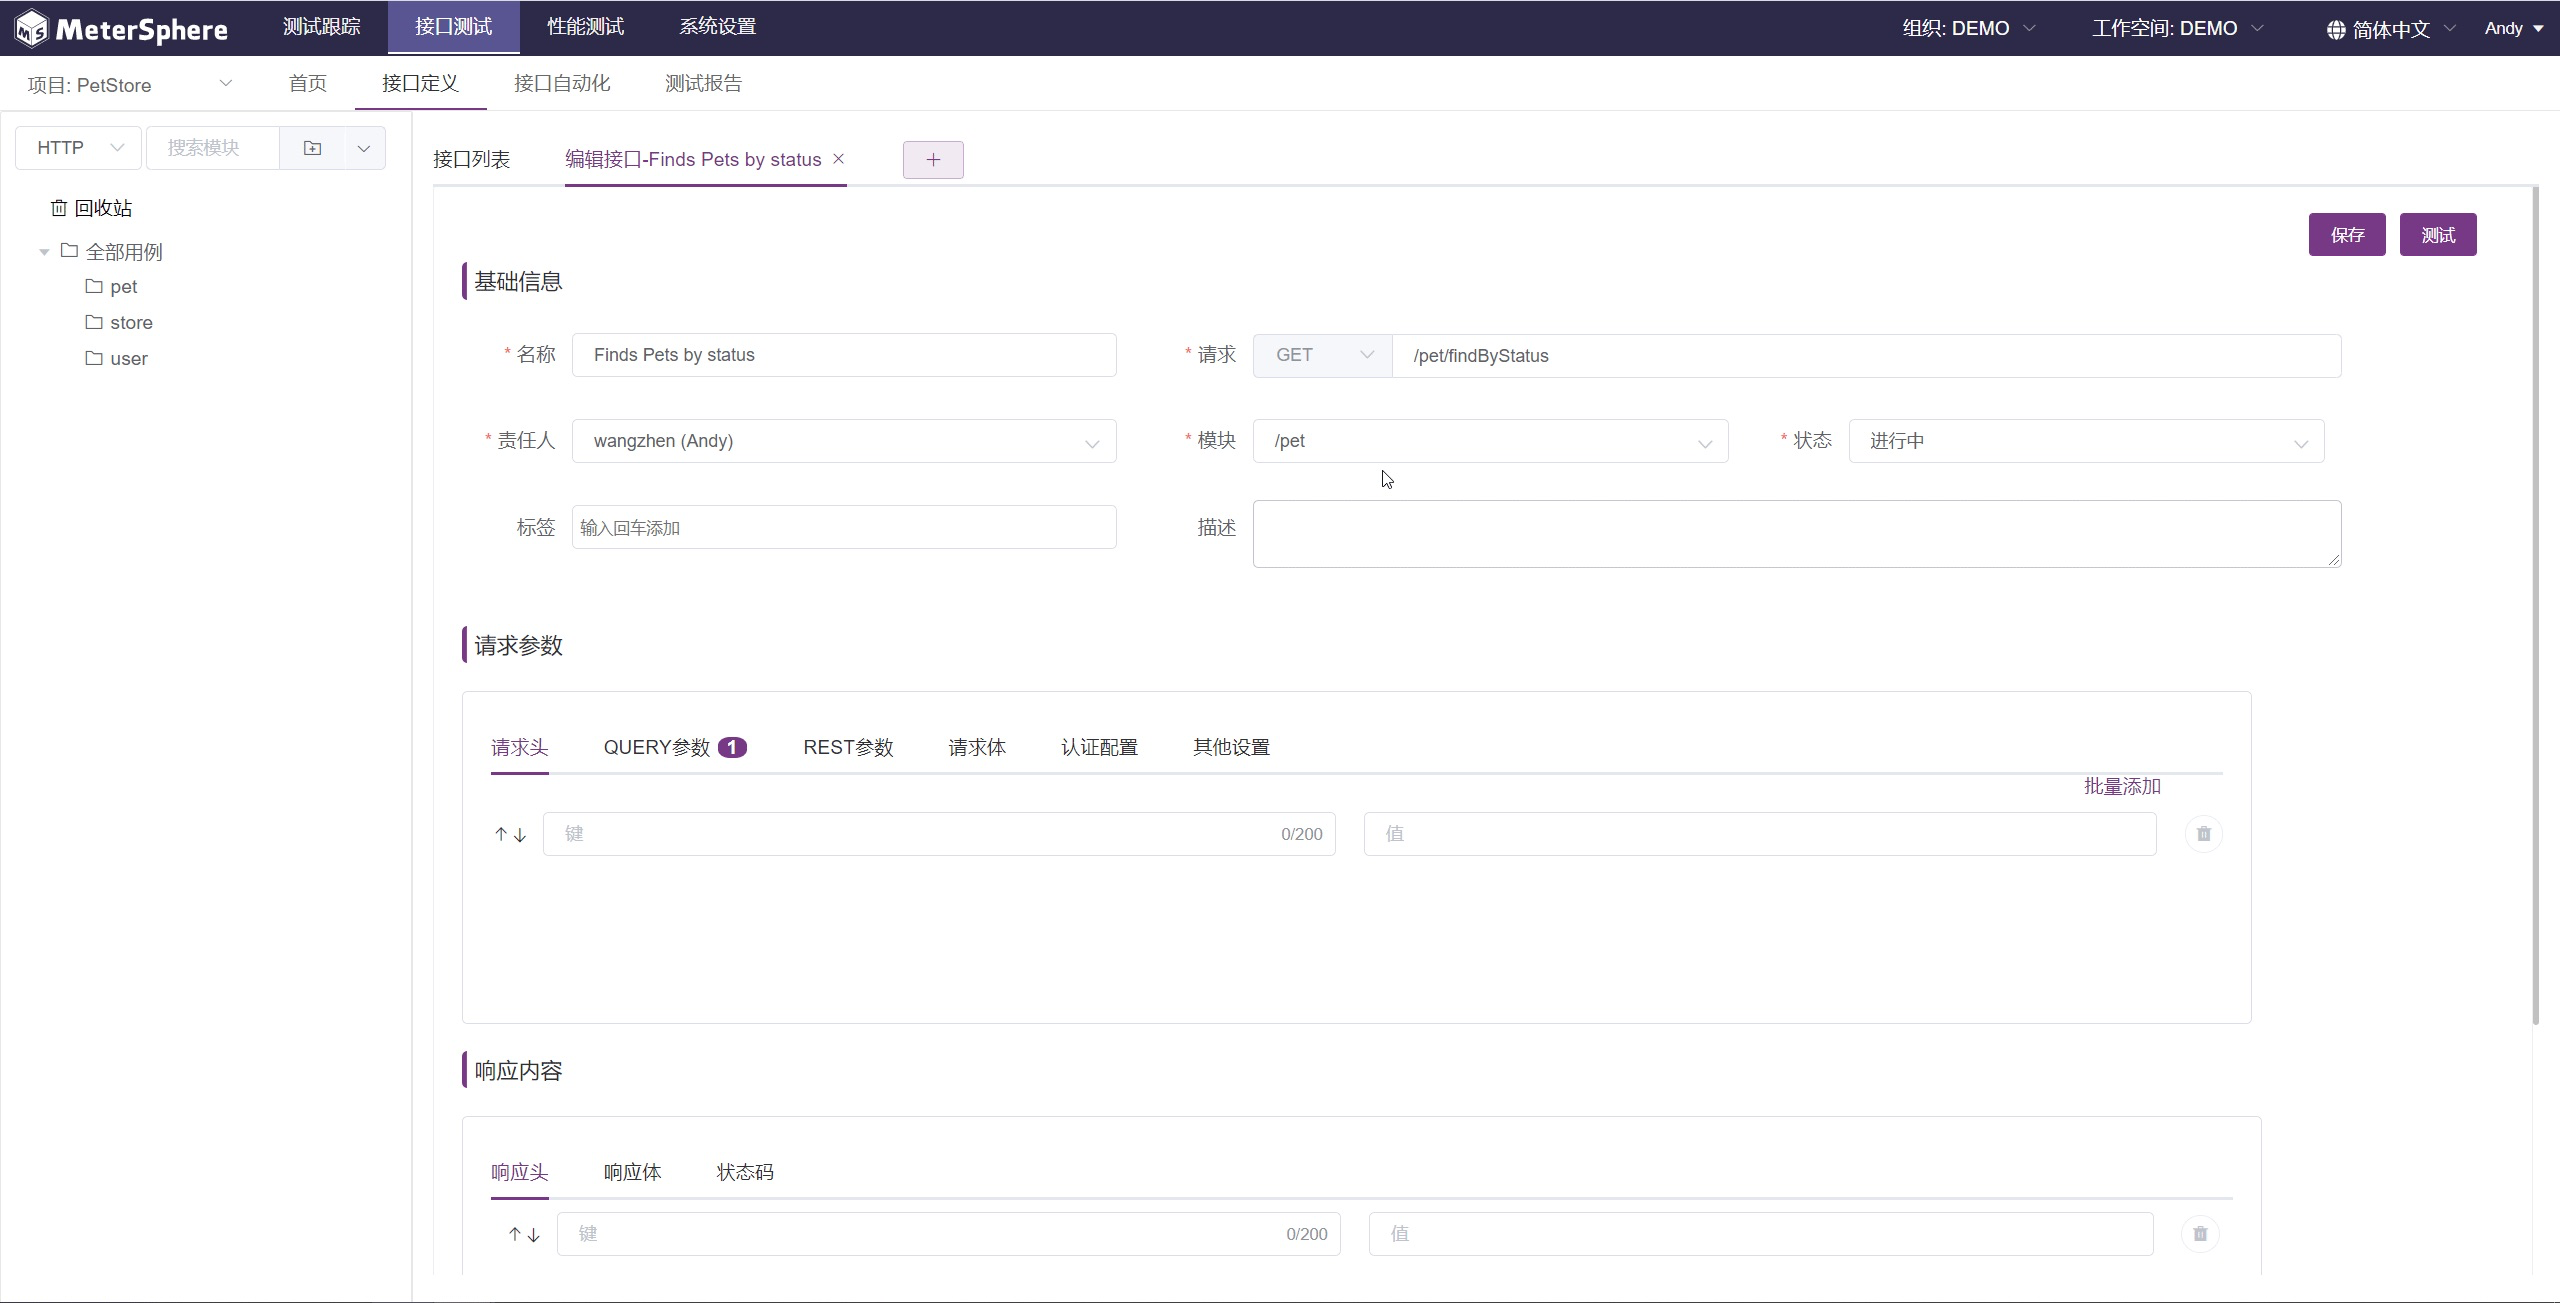 MeterSphere 测试跟踪 接口测试 性能测试 系统设置 组织: DEMO 工作空间: DEMO 简体中文 Andy
项目: PetStore 首页 接口定义 接口自动化 测试报告
HTTP 搜索模块
回收站
全部用例
pet
store
user
接口列表 编辑接口-Finds Pets by status
保存 测试
基础信息
* 名称 Finds Pets by status * 请求 GET /pet/findByStatus
* 责任人 wangzhen (Andy) * 模块 /pet * 状态 进行中
标签 输入回车添加 描述
请求参数
请求头 QUERY参数 1 REST参数 请求体 认证配置 其他设置
批量添加
键 0/200 值
响应内容
响应头 响应体 状态码
键 0/200 值